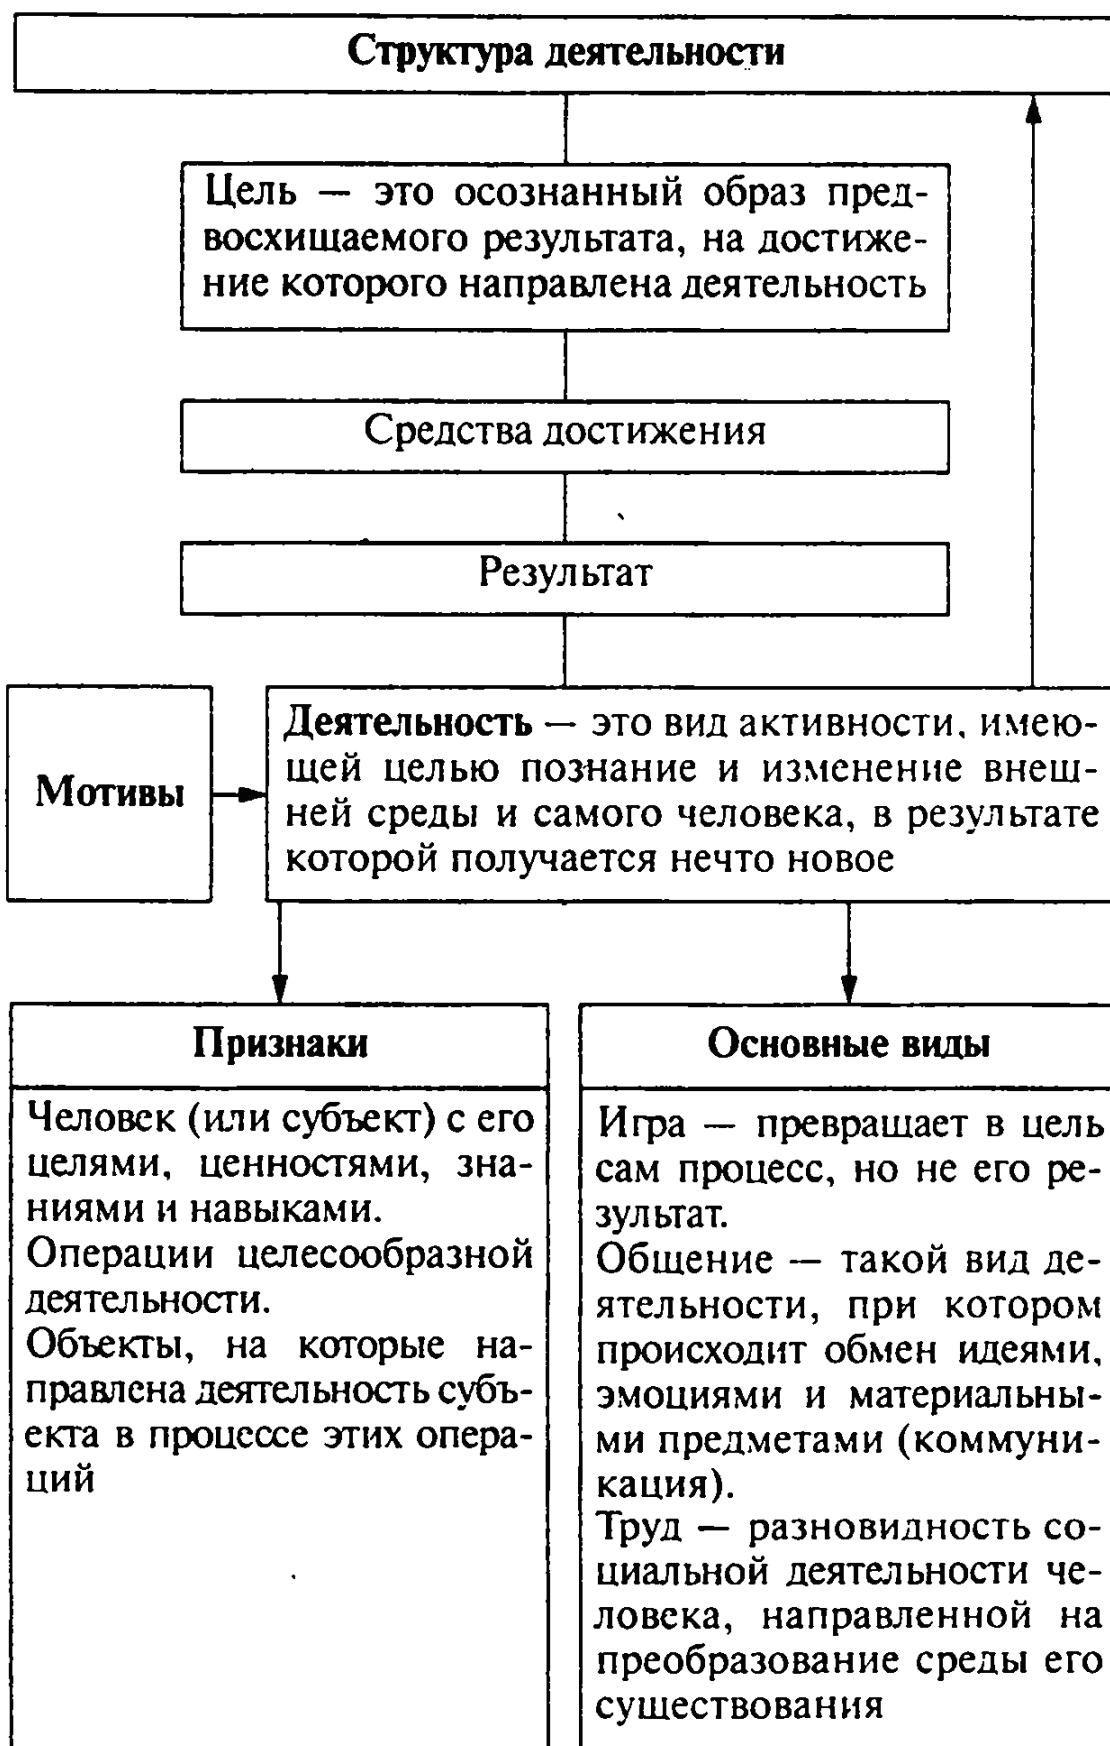 Структура деятельности
Цель — это осознанный образ пред-
восхищаемого результата, на достиже-
ние которого направлена деятельность
Средства достижения
Результат
Мотивы
Деятельность — это вид активности, имею-
щей целью познание и изменение внеш-
ней среды и самого человека, в результате
которой получается нечто новое
Признаки
Человек (или субъект) с его
целями, ценностями, зна-
ниями и навыками.
Операции целесообразной
деятельности.
Объекты, на которые на-
правлена деятельность субъ-
екта в процессе этих опера-
ций
Основные виды
Игра — превращает в цель
сам процесс, но не его ре-
зультат.
Общение — такой вид де-
ятельности, при котором
происходит обмен идеями,
эмоциями и материальны-
ми предметами (коммуни-
кация).
Труд — разновидность со-
циальной деятельности че-
ловека, направленной на
преобразование среды его
существования